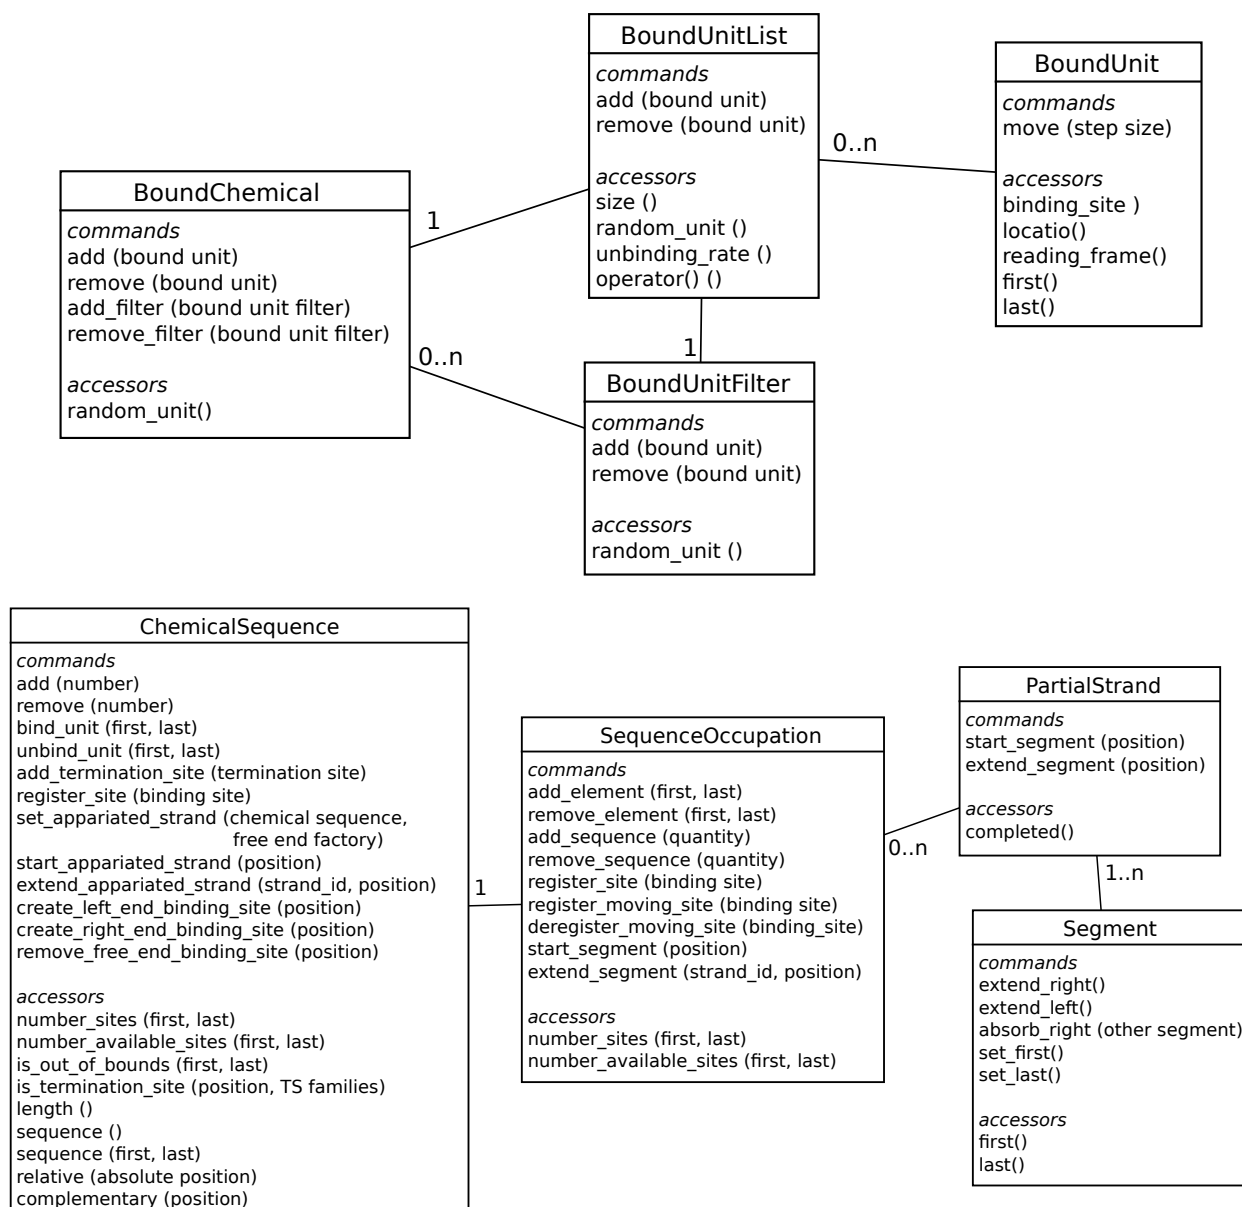 BoundUnitList
commands
add (bound unit)
remove (bound unit)
accessors
size ()
random_unit ()
unbinding_rate ()
operator() ()
BoundUnit
commands
move (step size)
accessors
binding_site )
locatio()
reading_frame()
first()
last()
0..n
BoundChemical
commands
add (bound unit)
remove (bound unit)
add_filter (bound unit filter)
remove_filter (bound unit filter)
accessors
random_unit()
1
0..n
1
BoundUnitFilter
commands
add (bound unit)
remove (bound unit)
accessors
random_unit ()
ChemicalSequence
commands
add (number)
remove (number)
bind_unit (first, last)
unbind_unit (first, last)
add_termination_site (termination site)
register_site (binding site)
set_appariated_strand (chemical sequence,
free end factory)
start_appariated_strand (position)
extend_appariated_strand (strand_id, position)
create_left_end_binding_site (position)
create_right_end_binding_site (position)
remove_free_end_binding_site (position)
accessors
number_sites (first, last)
number_available_sites (first, last)
is_out_of_bounds (first, last)
is_termination_site (position, TS families)
length ()
sequence ()
sequence (first, last)
relative (absolute position)
complementary (position)
1
SequenceOccupation
commands
add_element (first, last)
remove_element (first, last)
add_sequence (quantity)
remove_sequence (quantity)
register_site (binding site)
register_moving_site (binding site)
deregister_moving_site (binding_site)
start_segment (position)
extend_segment (strand_id, position)
accessors
number_sites (first, last)
number_available_sites (first, last)
0..n
PartialStrand
commands
start_segment (position)
extend_segment (position)
accessors
completed()
1..n
Segment
commands
extend_right()
extend_left()
absorb_right (other segment)
set_first()
set_last()
accessors
first()
last()